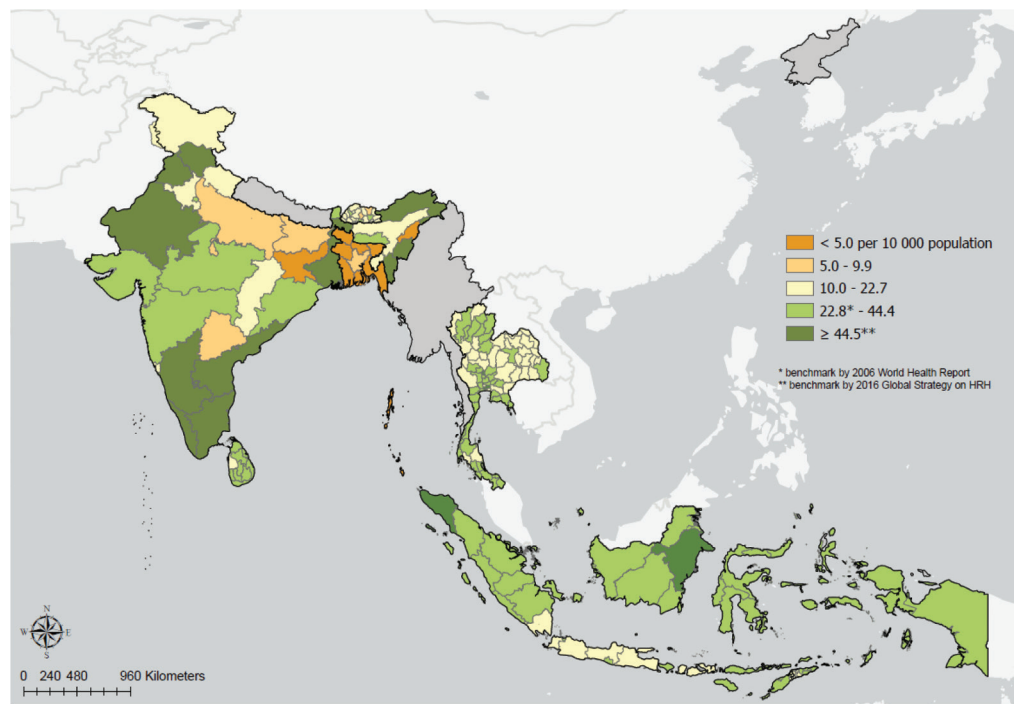 < 5.0 per 10 000 population
5.0 - 9.9
10.0 - 22.7
22.8* - 44.4
≥ 44.5**
* benchmark by 2006 World Health Report
** benchmark by 2016 Global Strategy on HRH
N
W E
S
0 240 480 960 Kilometers